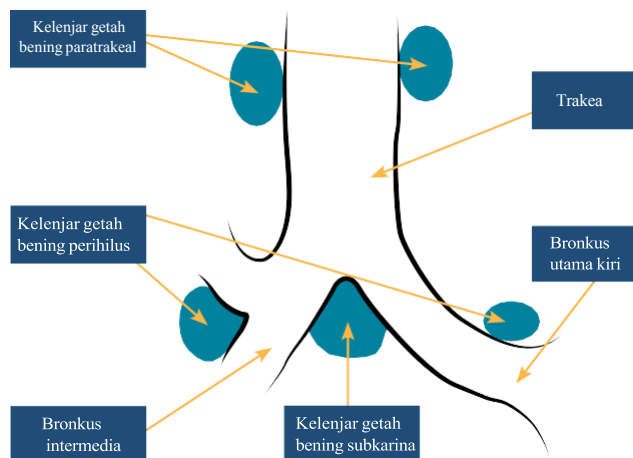 Kelenjar getah
bening paratrakeal
Trakea
Kelenjar getah
bening perihilus
Bronkus
utama kiri
Bronkus
intermedia
Kelenjar getah
bening subkarina